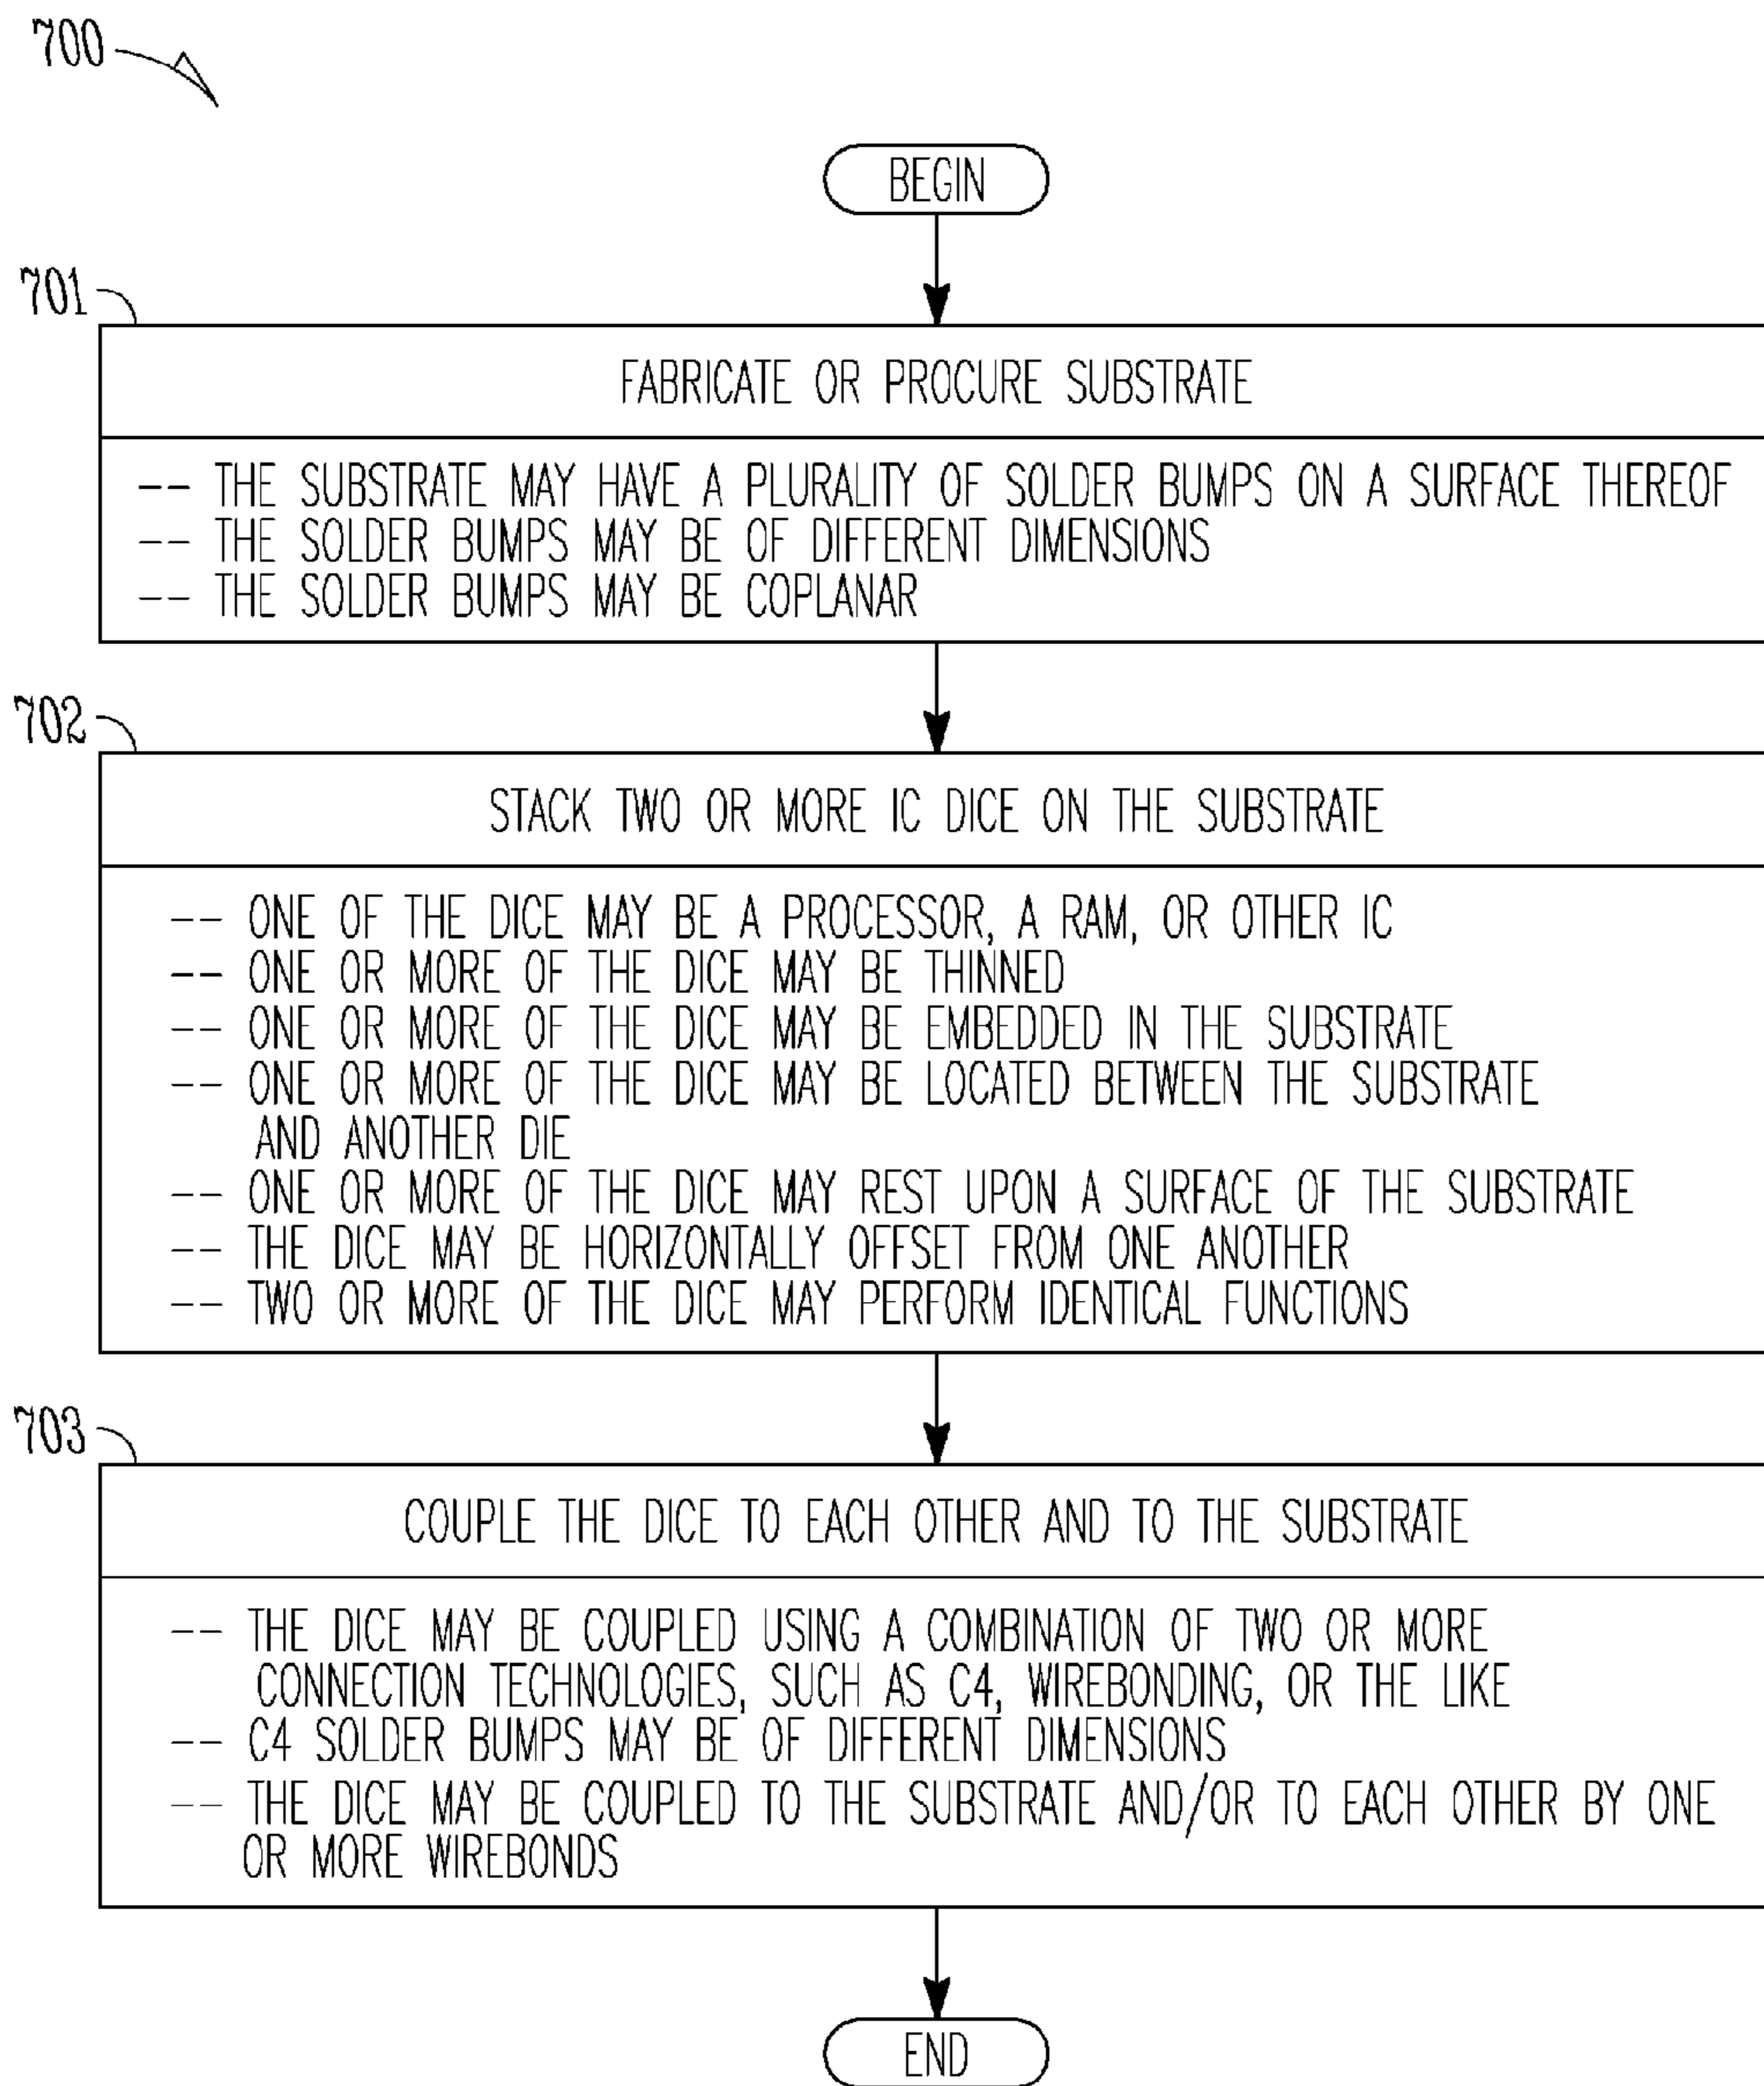 700
BEGIN
701
FABRICATE OR PROCURE SUBSTRATE
-- THE SUBSTRATE MAY HAVE A PLURALITY OF SOLDER BUMPS ON A SURFACE THEREOF
-- THE SOLDER BUMPS MAY BE OF DIFFERENT DIMENSIONS
-- THE SOLDER BUMPS MAY BE COPLANAR
702
STACK TWO OR MORE IC DICE ON THE SUBSTRATE
-- ONE OF THE DICE MAY BE A PROCESSOR, A RAM, OR OTHER IC
-- ONE OR MORE OF THE DICE MAY BE THINNED
-- ONE OR MORE OF THE DICE MAY BE EMBEDDED IN THE SUBSTRATE
-- ONE OR MORE OF THE DICE MAY BE LOCATED BETWEEN THE SUBSTRATE
AND ANOTHER DIE
-- ONE OR MORE OF THE DICE MAY REST UPON A SURFACE OF THE SUBSTRATE
-- THE DICE MAY BE HORIZONTALLY OFFSET FROM ONE ANOTHER
-- TWO OR MORE OF THE DICE MAY PERFORM IDENTICAL FUNCTIONS
703
COUPLE THE DICE TO EACH OTHER AND TO THE SUBSTRATE
-- THE DICE MAY BE COUPLED USING A COMBINATION OF TWO OR MORE
CONNECTION TECHNOLOGIES, SUCH AS C4, WIREBONDING, OR THE LIKE
-- C4 SOLDER BUMPS MAY BE OF DIFFERENT DIMENSIONS
-- THE DICE MAY BE COUPLED TO THE SUBSTRATE AND/OR TO EACH OTHER BY ONE
OR MORE WIREBONDS
END